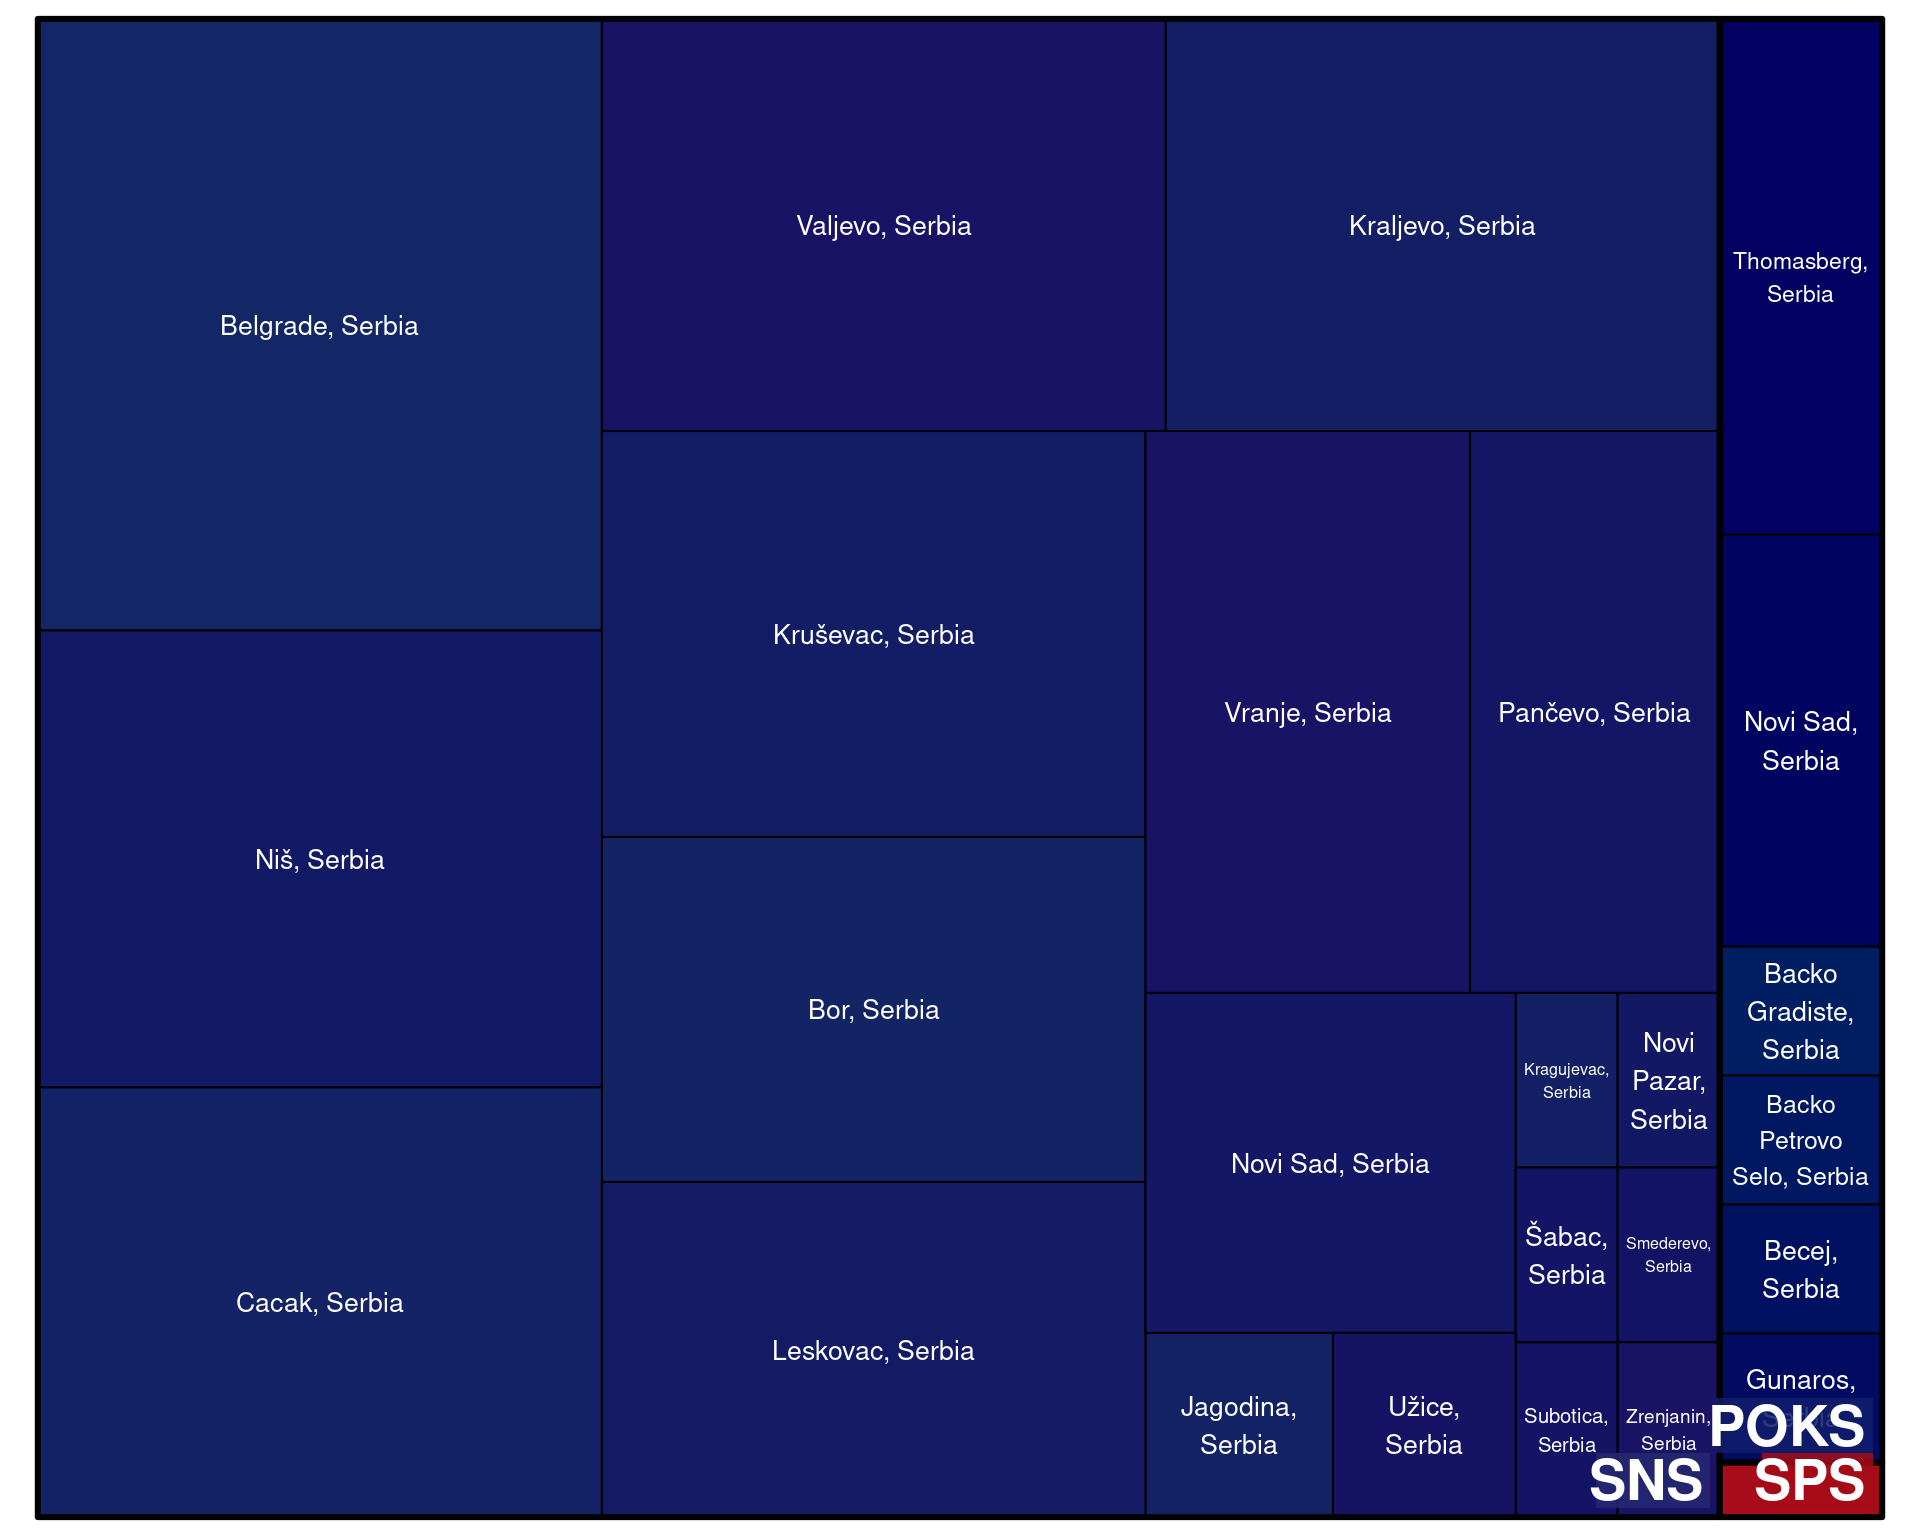 Belgrade, Serbia
Valjevo, Serbia
Kraljevo, Serbia
Thomasberg,
Serbia
Kruševac, Serbia
Vranje, Serbia
Pančevo, Serbia
Novi Sad,
Serbia
Niš, Serbia
Bor, Serbia
Backo
Gradiste,
Serbia
Kragujevac,
Serbia
Novi
Pazar,
Serbia
Backo
Petrovo
Selo, Serbia
Novi Sad, Serbia
Šabac,
Serbia
Smederevo,
Serbia
Becej,
Serbia
Cacak, Serbia
Leskovac, Serbia
Jagodina,
Serbia
Užice,
Serbia
Subotica,
Serbia
Zrenjanin,
Serbia
Gunaros,
POKS
SNS
SPS